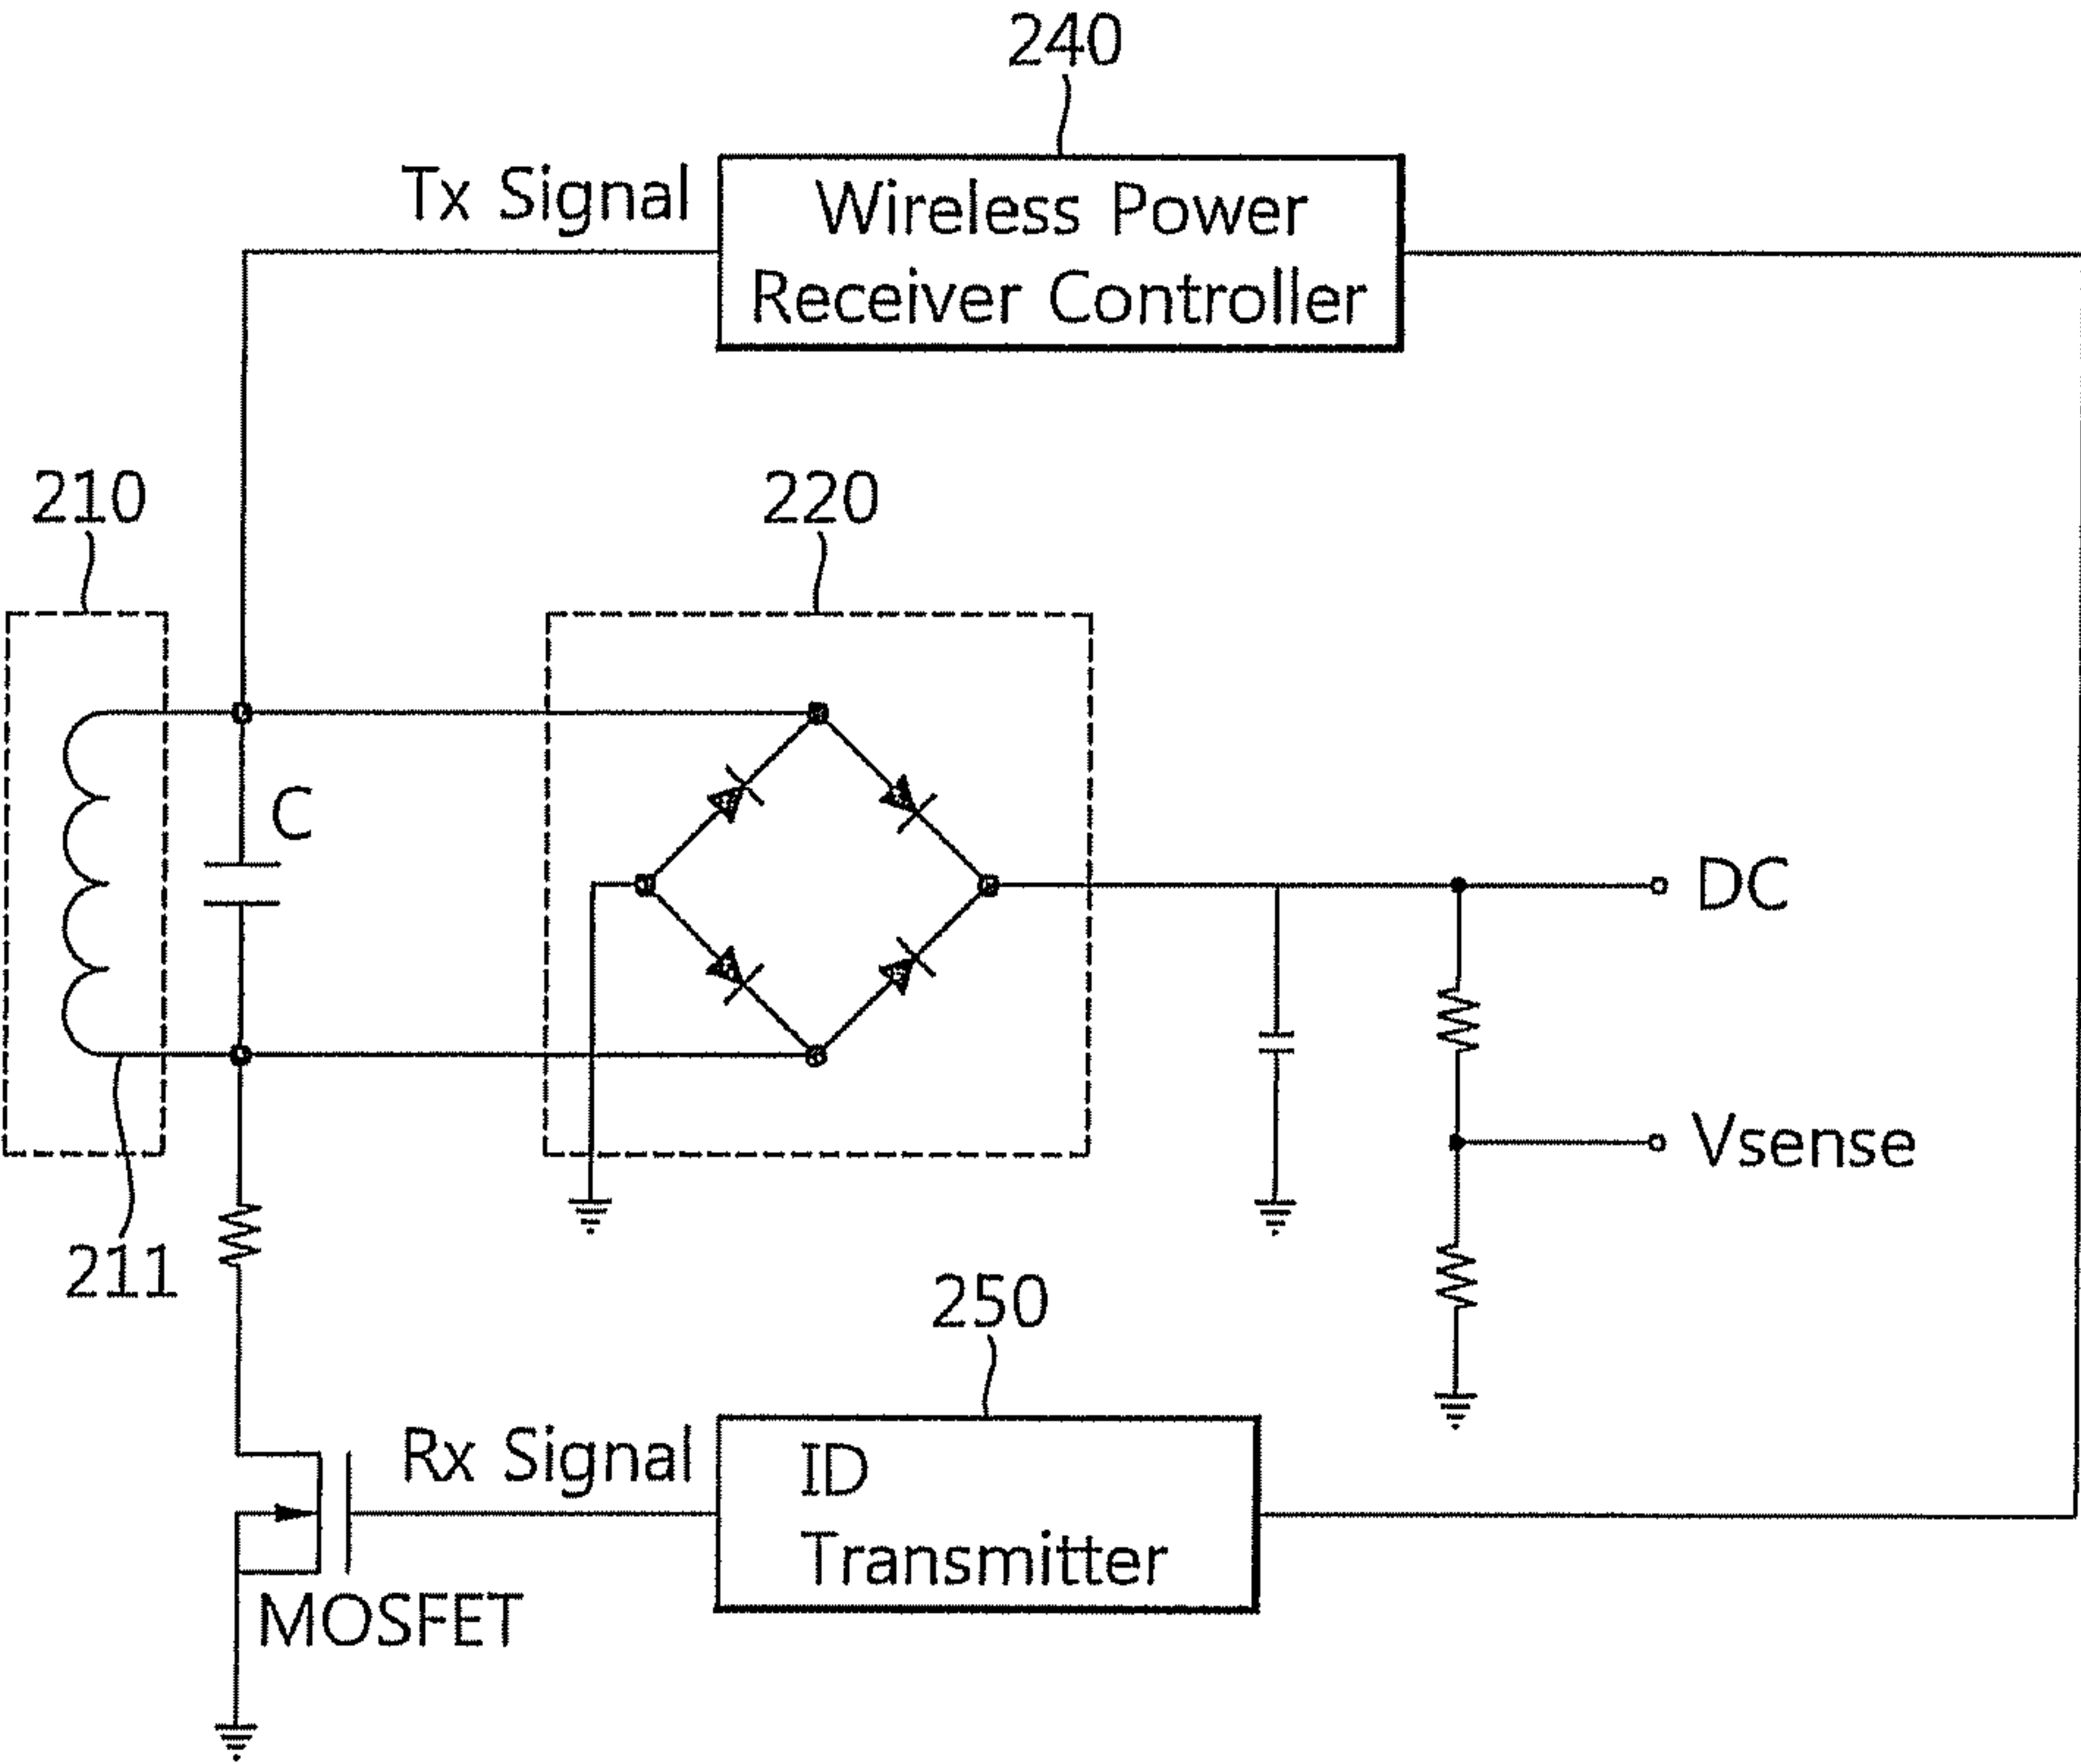 240
Tx Signal
Wireless Power
Receiver Controller
210
220
C
DC
Vsense
211
250
Rx Signal
ID
Transmitter
MOSFET